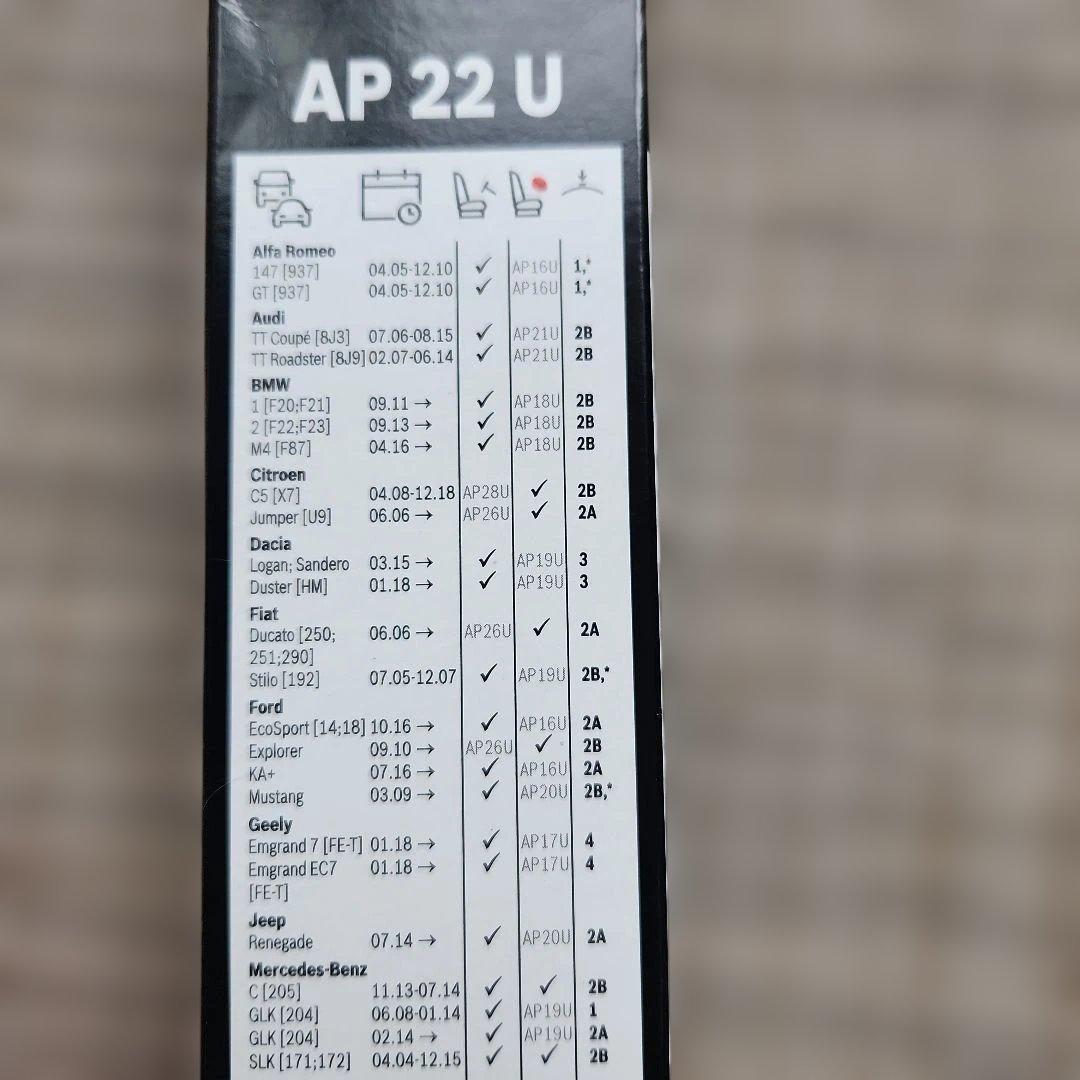 AP 22 U
Alfa Romeo
147 [937] 04.05-12.10 ✓ AP16U 1,*
GT [937] 04.05-12.10 ✓ AP16U 1,*
Audi
TT Coupé [8J3] 07.06-08.15 ✓ AP21U 2B
TT Roadster [8J9] 02.07-06.14 ✓ AP21U 2B
BMW
1 [F20;F21] 09.11 → ✓ AP18U 2B
2 [F22;F23] 09.13 → ✓ AP18U 2B
M4 [F87] 04.16 → ✓ AP18U 2B
Citroen
C5 [X7] 04.08-12.18 AP28U ✓ 2B
Jumper [U9] 06.06 → AP26U ✓ 2A
Dacia
Logan; Sandero 03.15 → ✓ AP19U 3
Duster [HM] 01.18 → ✓ AP19U 3
Fiat
Ducato [250; 06.06 → AP26U ✓ 2A
251;290]
Stilo [192] 07.05-12.07 ✓ AP19U 2B,*
Ford
EcoSport [14;18] 10.16 → ✓ AP16U 2A
Explorer 09.10 → AP26U ✓ 2B
KA+ 07.16 → ✓ AP16U 2A
Mustang 03.09 → ✓ AP20U 2B,*
Geely
Emgrand 7 [FE-T] 01.18 → ✓ AP17U 4
Emgrand EC7 01.18 → ✓ AP17U 4
[FE-T]
Jeep
Renegade 07.14 → ✓ AP20U 2A
Mercedes-Benz
C [205] 11.13-07.14 ✓ ✓ 2B
GLK [204] 06.08-01.14 ✓ AP19U 1
GLK [204] 02.14 → ✓ AP19U 2A
SLK [171;172] 04.04-12.15 ✓ ✓ 2B